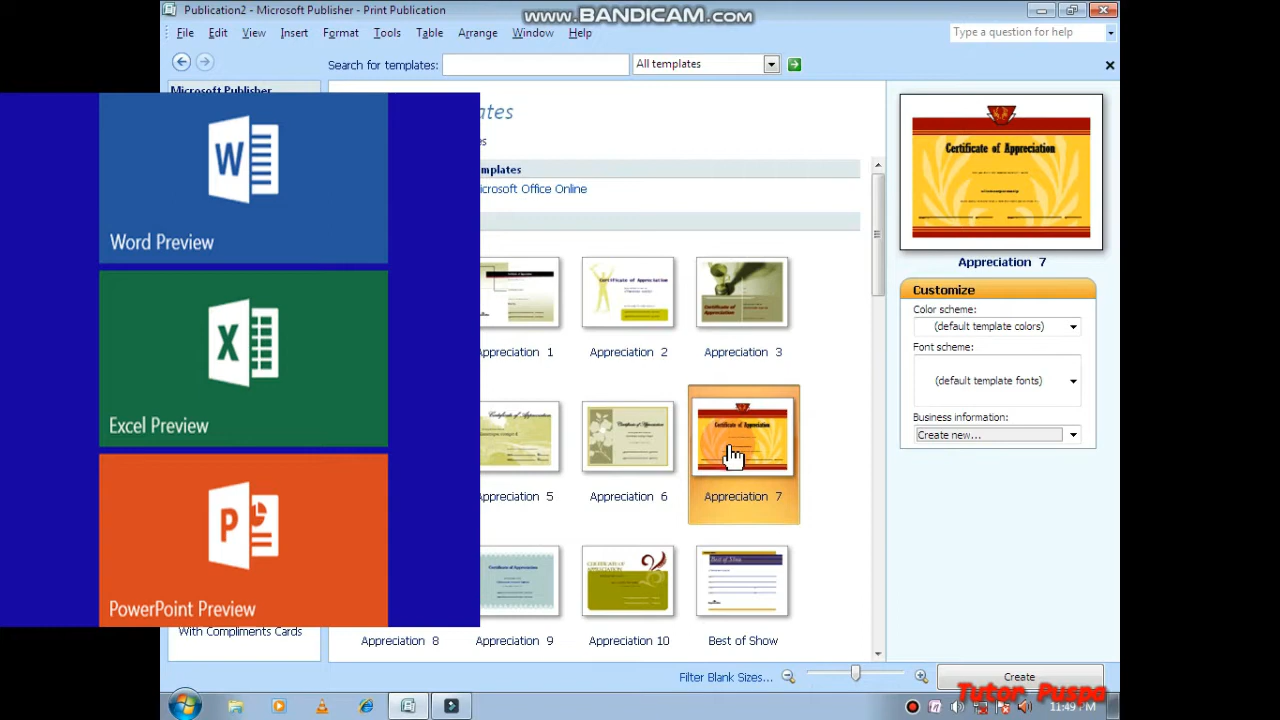 Publication2 - Microsoft Publisher - Print Publication
www.BANDICAM.com
File Edit View Insert Format Tools Table Arrange Window Help
Type a question for help
Search for templates:
All templates
Microsoft Publisher
ates
es
mplates
icrosoft Office Online
Word Preview
Excel Preview
PowerPoint Preview
Certificate of Appreciation
Appreciation 7
Customize
Color scheme:
(default template colors)
Font scheme:
(default template fonts)
Business information:
Create new...
Appreciation 1
Appreciation 2
Appreciation 3
Appreciation 5
Appreciation 6
Appreciation 7
Appreciation 8
Appreciation 9
Appreciation 10
Best of Show
With Compliments Cards
Filter Blank Sizes...
Create
Tutor Puspa
11:49 PM